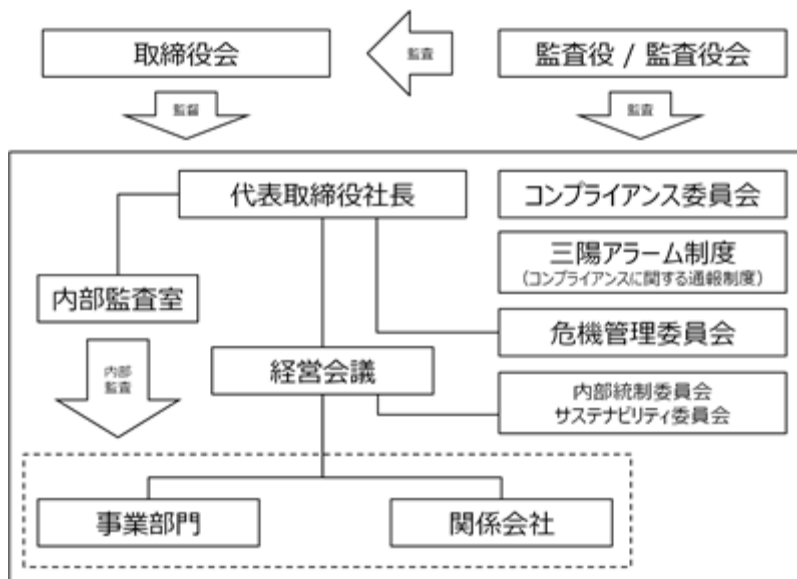 取締役会
監査
監査役 / 監査役会
監督
監査
代表取締役社長
コンプライアンス委員会
三陽アラーム制度
(コンプライアンスに関する通報制度)
内部監査室
危機管理委員会
内部
監査
経営会議
内部統制委員会
サステナビリティ委員会
事業部門
関係会社